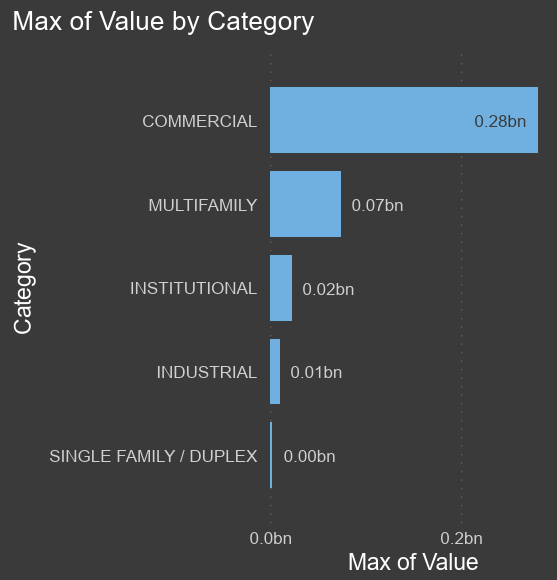 Max of Value by Category
Category
COMMERCIAL 0.28bn
MULTIFAMILY 0.07bn
INSTITUTIONAL 0.02bn
INDUSTRIAL 0.01bn
SINGLE FAMILY / DUPLEX 0.00bn
0.0bn 0.2bn
Max of Value